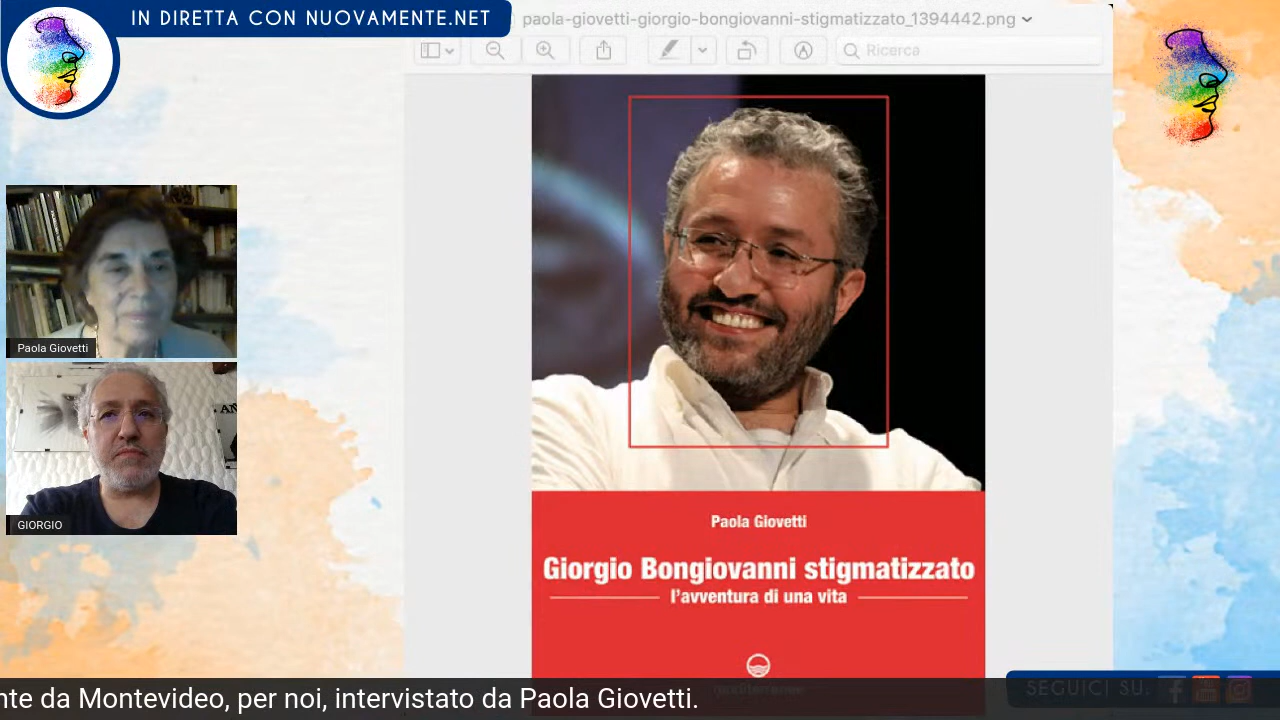 IN DIRETTA CON NUOVAMENTE.NET
paola-giovetti-giorgio-bongiovanni-stigmatizzato_1394442.png
Ricerca
Paola Giovetti
GIORGIO
Paola Giovetti
Giorgio Bongiovanni stigmatizzato
l'avventura di una vita
nte da Montevideo, per noi, intervistato da Paola Giovetti.
SEGUICI SU: